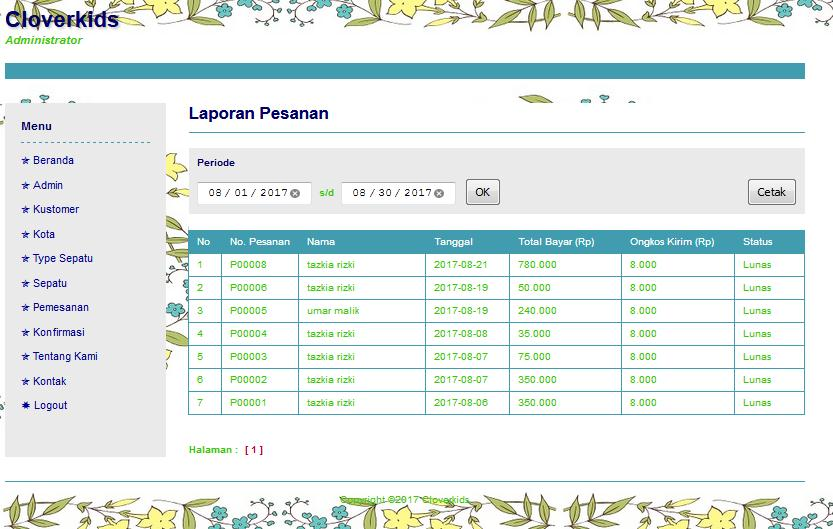 Cloverkids
Administrator
Menu
Beranda
Admin
Kustomer
Kota
Type Sepatu
Sepatu
Pemesanan
Konfirmasi
Tentang Kami
Kontak
Logout
Laporan Pesanan
Periode
08 / 01 / 2017 s/d 08 / 30 / 2017 OK Cetak
No No. Pesanan Nama Tanggal Total Bayar (Rp) Ongkos Kirim (Rp) Status
1 P00008 tazkia rizki 2017-08-21 780.000 8.000 Lunas
2 P00006 tazkia rizki 2017-08-19 50.000 8.000 Lunas
3 P00005 umar malik 2017-08-19 240.000 8.000 Lunas
4 P00004 tazkia rizki 2017-08-08 35.000 8.000 Lunas
5 P00003 tazkia rizki 2017-08-07 75.000 8.000 Lunas
6 P00002 tazkia rizki 2017-08-07 350.000 8.000 Lunas
7 P00001 tazkia rizki 2017-08-06 350.000 8.000 Lunas
Halaman : [ 1 ]
Copyright ©2017 Cloverkids